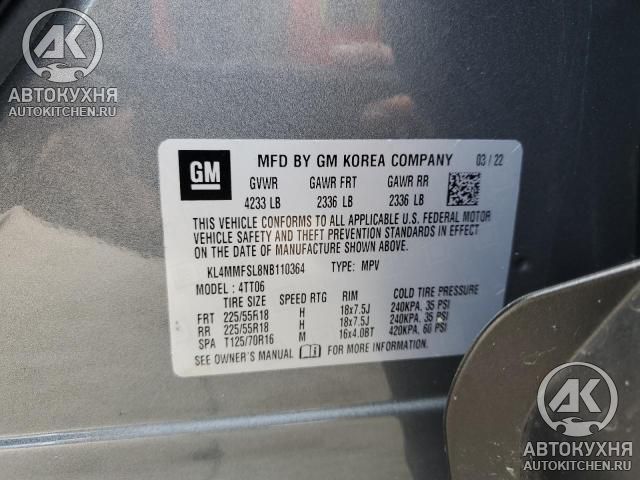 АК
АВТОКУХНЯ
AUTOKITCHEN.RU
GM
MFD BY GM KOREA COMPANY 03 / 22
GVWR GAWR FRT GAWR RR
4233 LB 2336 LB 2336 LB
THIS VEHICLE CONFORMS TO ALL APPLICABLE U.S. FEDERAL MOTOR
VEHICLE SAFETY AND THEFT PREVENTION STANDARDS IN EFFECT
ON THE DATE OF MANUFACTURE SHOWN ABOVE.
KL4MMFSL8NB110364 TYPE: MPV
MODEL : 4TT06
TIRE SIZE SPEED RTG RIM COLD TIRE PRESSURE
FRT 225/55R18 H 18x7.5J 240KPA, 35 PSI
RR 225/55R18 H 18x7.5J 240KPA, 35 PSI
SPA T125/70R16 M 16x4.0BT 420KPA, 60 PSI
SEE OWNER'S MANUAL FOR MORE INFORMATION.
АК
АВТОКУХНЯ
AUTOKITCHEN.RU